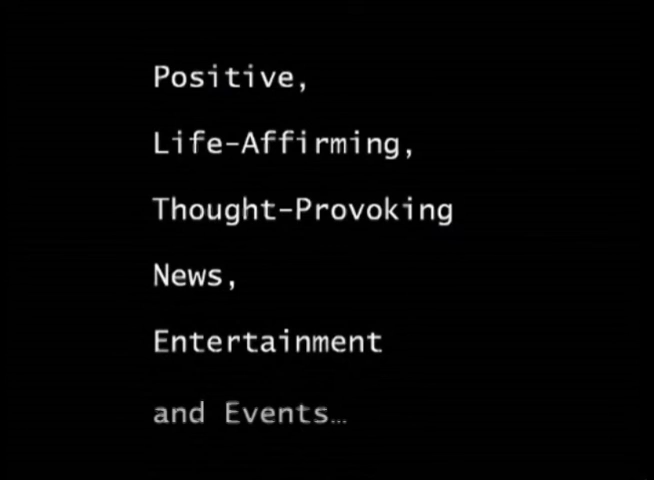 Positive,
Life-Affirming,
Thought-Provoking
News,
Entertainment
and Events…